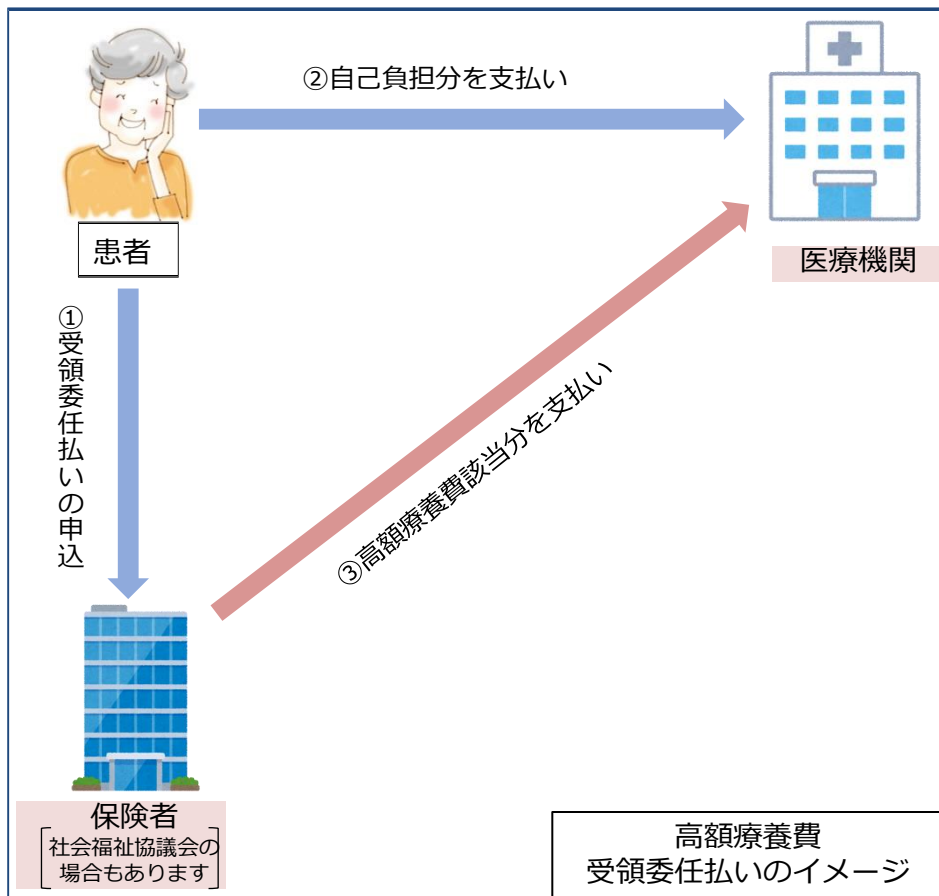 ②自己負担分を支払い
患者
医療機関
①受領委任払いの申込
③高額療養費該当分を支払い
保険者
社会福祉協議会の
場合もあります
高額療養費
受領委任払いのイメージ